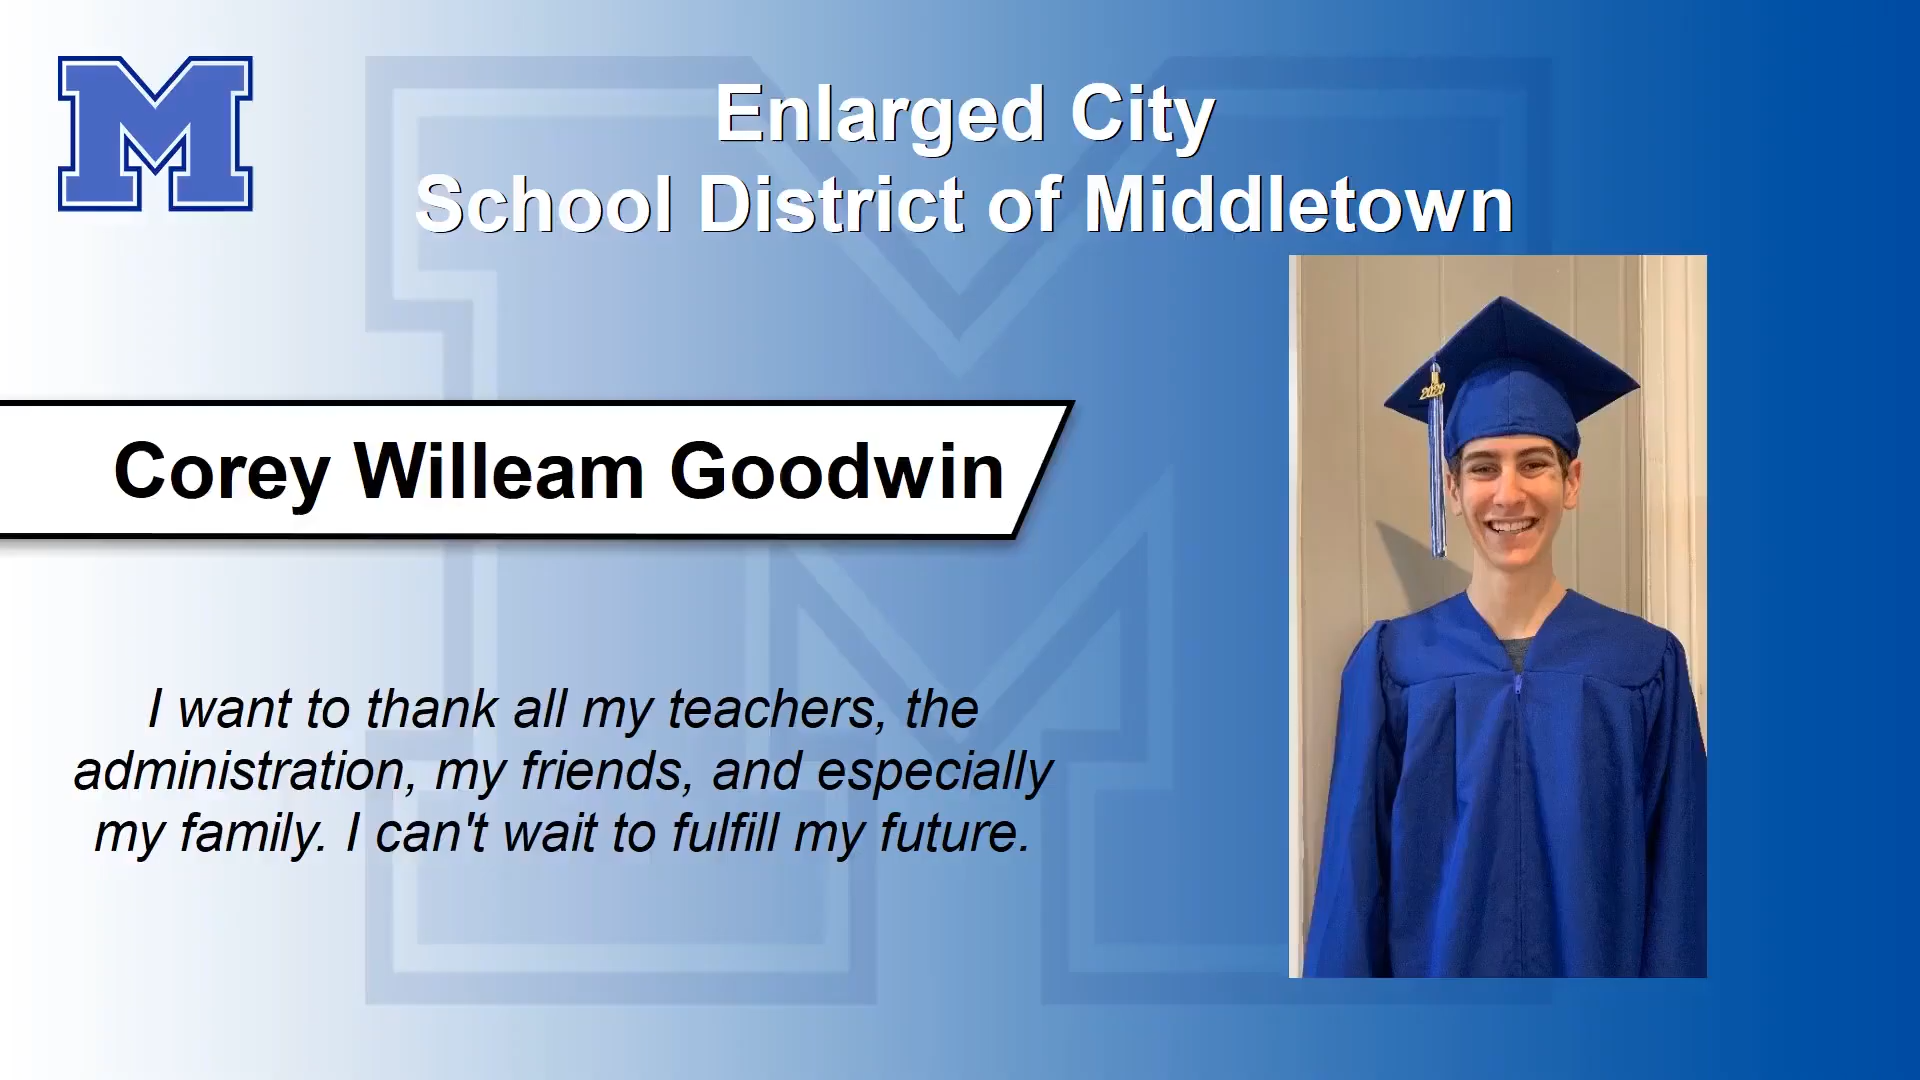 M
Enlarged City
School District of Middletown
2020
Corey Willeam Goodwin
I want to thank all my teachers, the
administration, my friends, and especially
my family. I can't wait to fulfill my future.